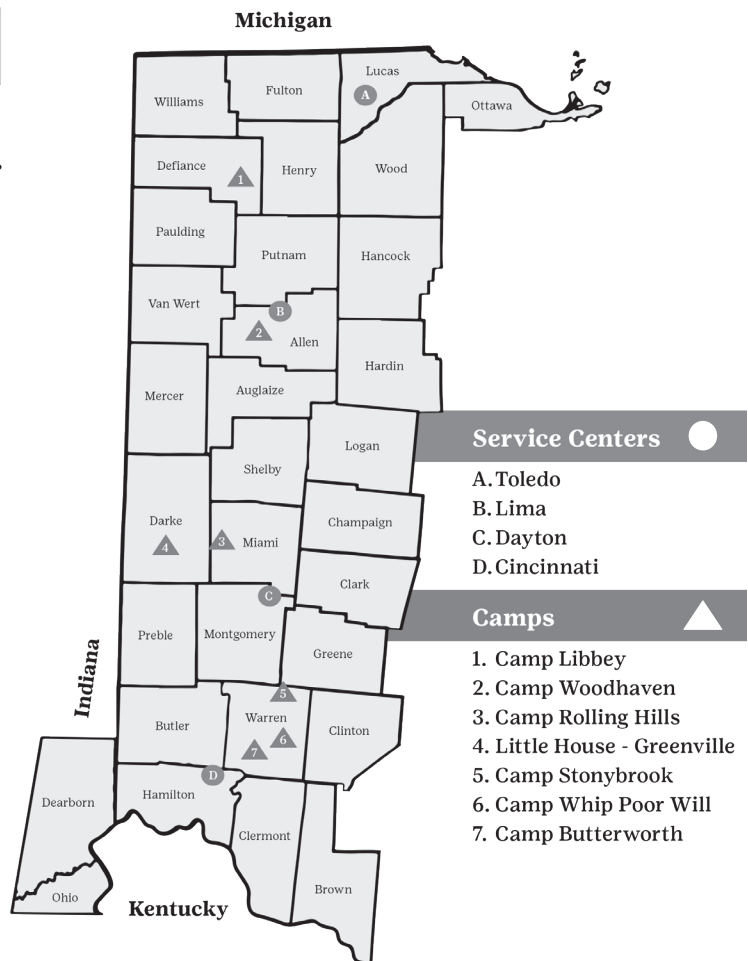 Michigan
Lucas
A
Williams
Fulton
Ottawa
Defiance
1
Henry
Wood
Paulding
Putnam
Hancock
Van Wert
B
2
Allen
Hardin
Mercer
Auglaize
Logan
Service Centers
Shelby
A. Toledo
B. Lima
C. Dayton
D. Cincinnati
Darke
4
3
Miami
Champaign
Clark
C
Camps
Preble
Montgomery
Greene
1. Camp Libbey
2. Camp Woodhaven
3. Camp Rolling Hills
4. Little House - Greenville
5. Camp Stonybrook
6. Camp Whip Poor Will
7. Camp Butterworth
Indiana
5
Butler
Warren
6
7
Clinton
D
Dearborn
Hamilton
Clermont
Ohio
Kentucky
Brown